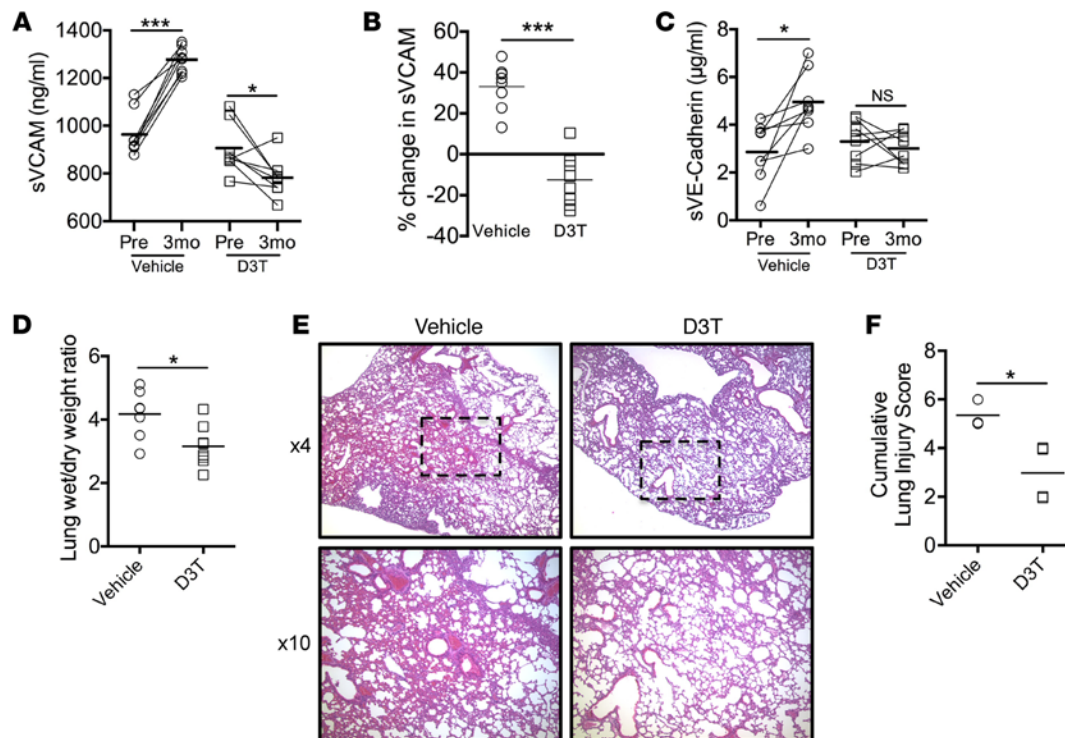 A
sVCAM (ng/ml)
1400
1200
1000
800
600
***
*
Pre 3mo Pre 3mo
Vehicle D3T
B
% change in sVCAM
60
40
20
0
-20
-40
***
Vehicle D3T
C
sVE-Cadherin (µg/ml)
8
6
4
2
0
*
NS
Pre 3mo Pre 3mo
Vehicle D3T
D
Lung wet/dry weight ratio
6
4
2
0
*
Vehicle
D3T
E
Vehicle D3T
x4
x10
F
Cumulative
Lung Injury Score
8
6
4
2
0
*
Vehicle
D3T